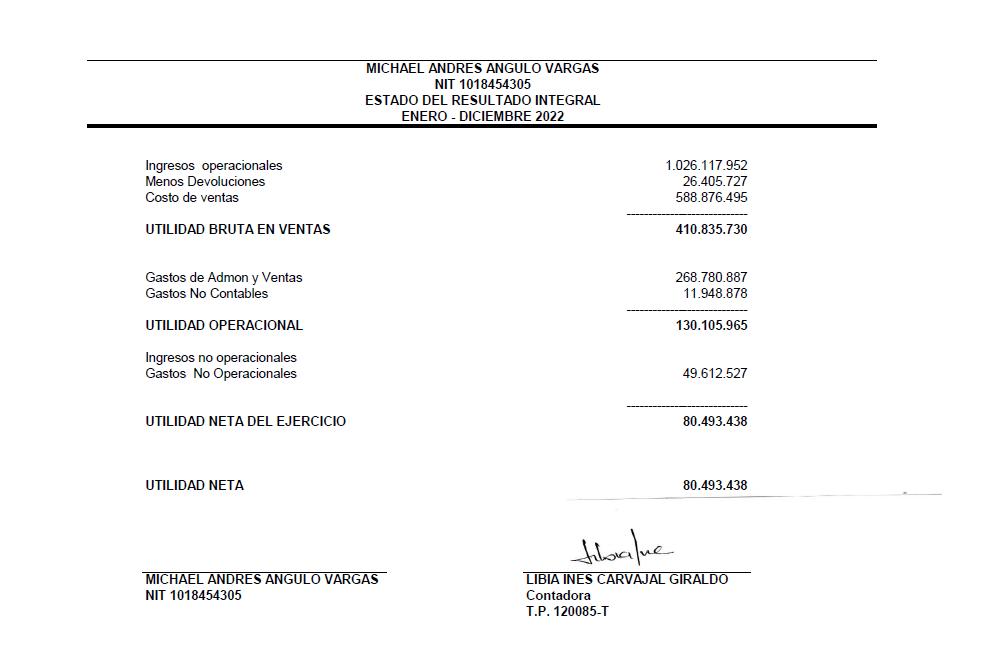 MICHAEL ANDRES ANGULO VARGAS
NIT 1018454305
ESTADO DEL RESULTADO INTEGRAL
ENERO - DICIEMBRE 2022
Ingresos operacionales 1.026.117.952
Menos Devoluciones 26.405.727
Costo de ventas 588.876.495
UTILIDAD BRUTA EN VENTAS 410.835.730
Gastos de Admon y Ventas 268.780.887
Gastos No Contables 11.948.878
UTILIDAD OPERACIONAL 130.105.965
Ingresos no operacionales
Gastos No Operacionales 49.612.527
UTILIDAD NETA DEL EJERCICIO 80.493.438
UTILIDAD NETA 80.493.438
MICHAEL ANDRES ANGULO VARGAS LIBIA INES CARVAJAL GIRALDO
NIT 1018454305 Contadora
T.P. 120085-T